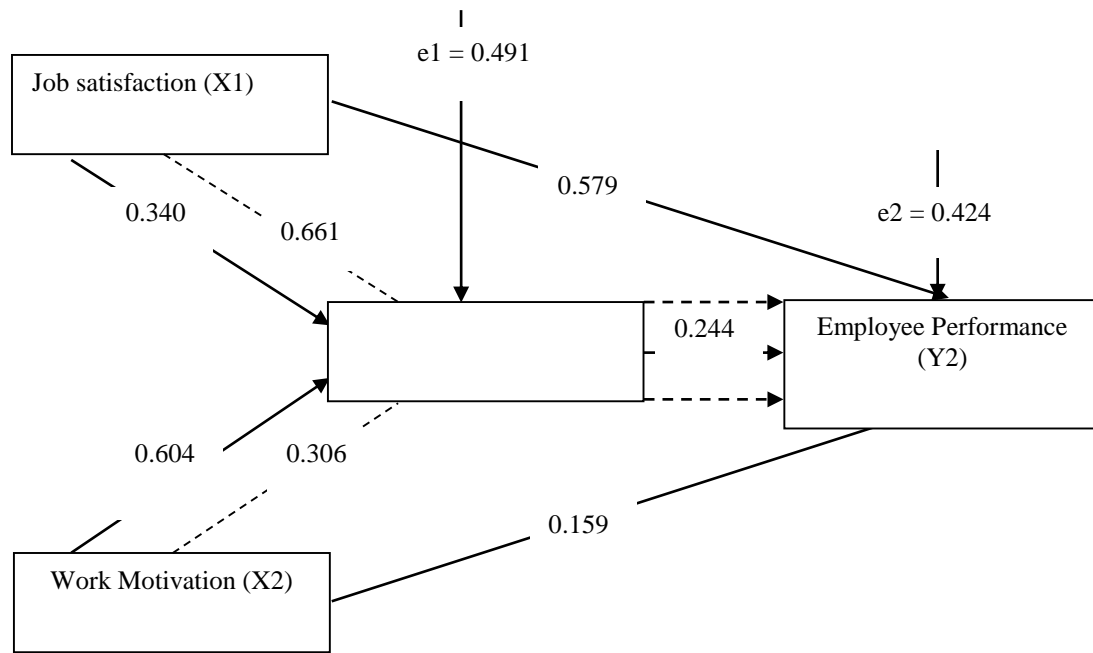 e1 = 0.491
Job satisfaction (X1)
0.579
e2 = 0.424
0.340
0.661
0.244
Employee Performance
(Y2)
0.604
0.306
0.159
Work Motivation (X2)